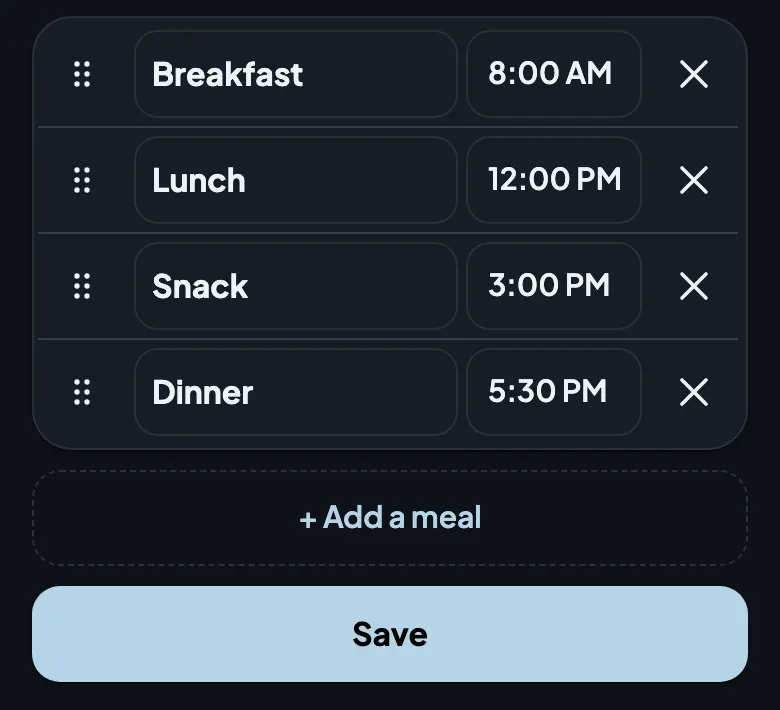 Breakfast 8:00 AM
Lunch 12:00 PM
Snack 3:00 PM
Dinner 5:30 PM
+ Add a meal
Save